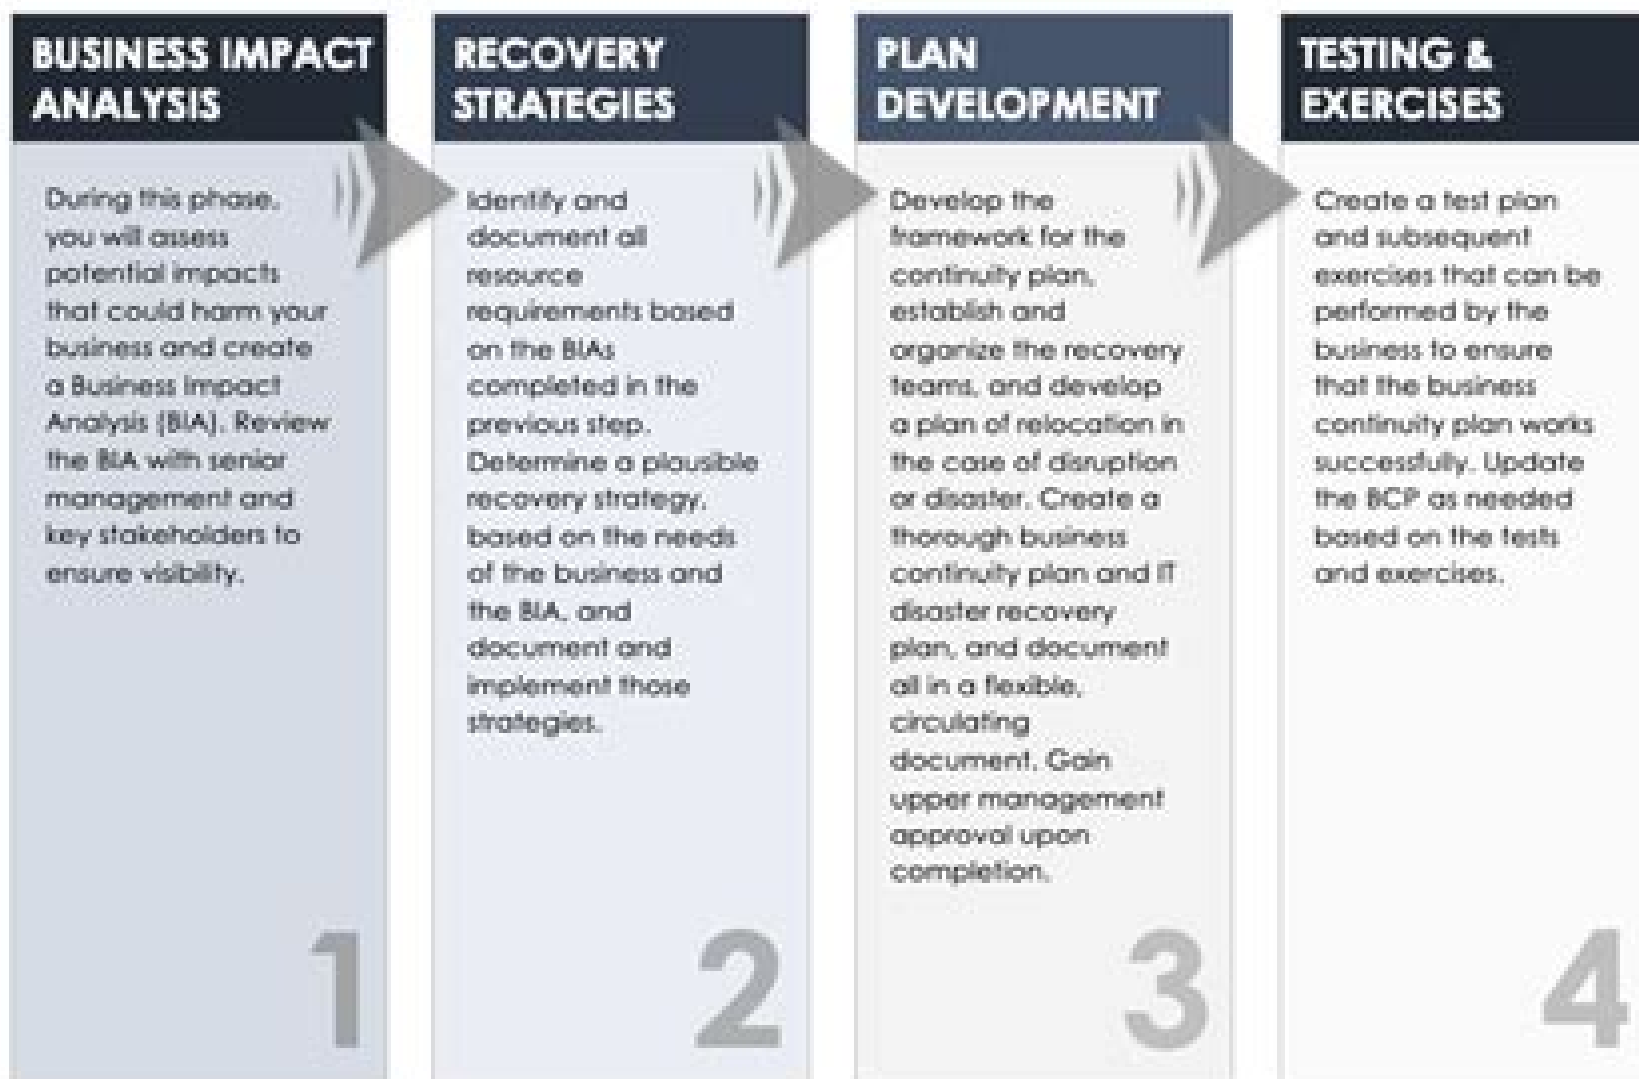 BUSINESS IMPACT
ANALYSIS
During this phase,
you will assess
potential impacts
that could harm your
business and create
a Business Impact
Analysis (BIA). Review
the BIA with senior
management and
key stakeholders to
ensure visibility.
1
RECOVERY
STRATEGIES
Identify and
document all
resource
requirements based
on the BIAs
completed in the
previous step.
Determine a plausible
recovery strategy,
based on the needs
of the business and
the BIA, and
document and
implement those
strategies.
2
PLAN
DEVELOPMENT
Develop the
framework for the
continuity plan,
establish and
organize the recovery
teams, and develop
a plan of relocation in
the case of disruption
or disaster. Create a
thorough business
continuity plan and IT
disaster recovery
plan, and document
all in a flexible,
circulating
document. Gain
upper management
approval upon
completion.
3
TESTING &
EXERCISES
Create a test plan
and subsequent
exercises that can be
performed by the
business to ensure
that the business
continuity plan works
successfully. Update
the BCP as needed
based on the tests
and exercises.
4